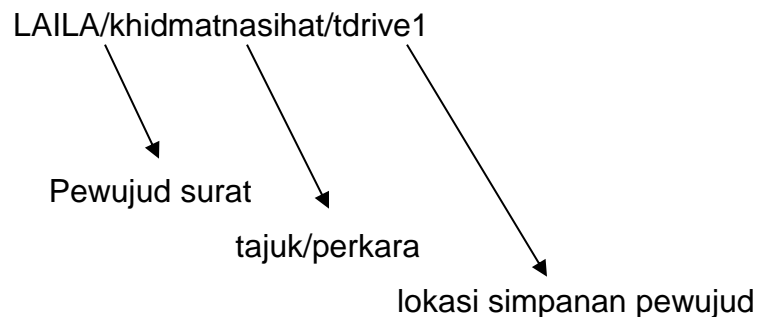 LAILA/khidmatnasihat/tdrive1
Pewujud surat
tajuk/perkara
lokasi simpanan pewujud